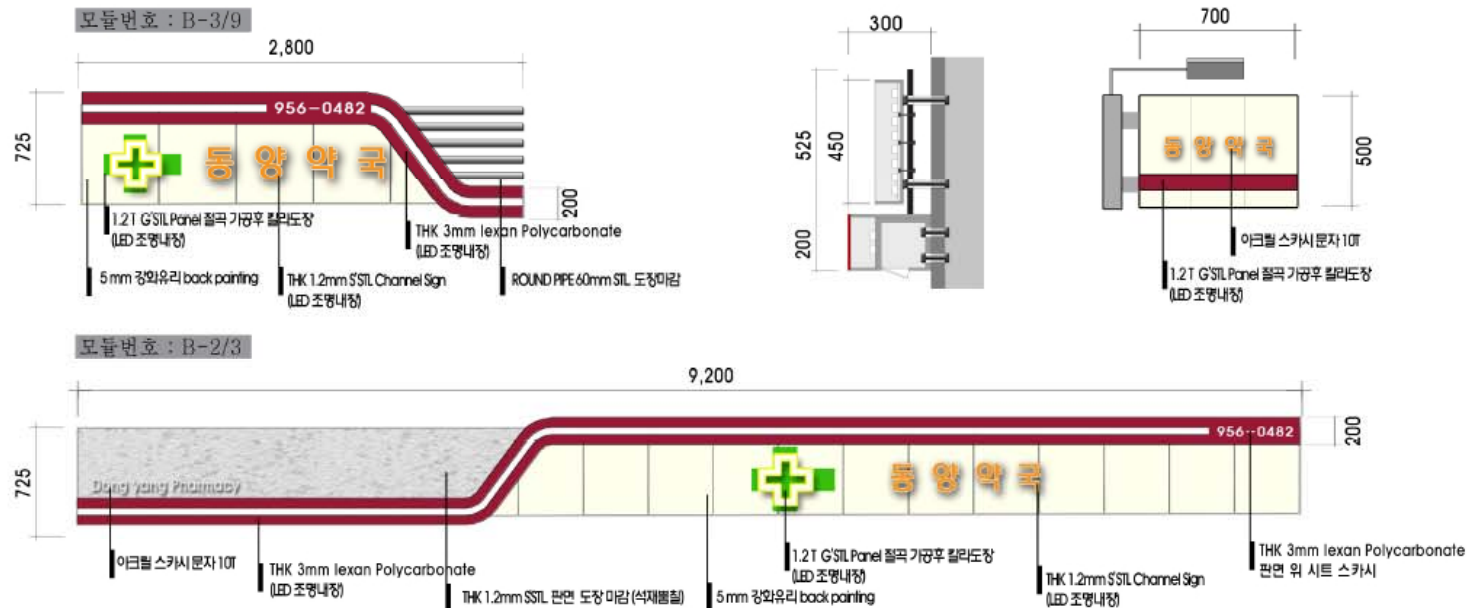 모듈번호 : B-3/9
2,800
725
956-0482
동양약국
200
1.2 T G'STL Panel 절곡 가공후 칼라도장
(LED 조명내장)
THK 3mm lexan Polycarbonate
(LED 조명내장)
5 mm 강화유리 back painting
THK 1.2mm S'STL Channel Sign
(LED 조명내장)
ROUND PIPE 60mm STL 도장마감
300
525
450
200
700
500
동양약국
아크릴 스카시 문자 10T
1.2 T G'STL Panel 절곡 가공후 칼라도장
(LED 조명내장)
모듈번호 : B-2/3
9,200
725
956-0482
200
Dong yang Pharmacy
동양약국
아크릴 스카시 문자 10T
THK 3mm lexan Polycarbonate
(LED 조명내장)
THK 1.2mm SSTL 판면 도장 마감 (석재뿜칠)
5 mm 강화유리 back painting
1.2 T G'STL Panel 절곡 가공후 칼라도장
(LED 조명내장)
THK 1.2mm S'STL Channel Sign
(LED 조명내장)
THK 3mm lexan Polycarbonate
판면 위 시트 스카시